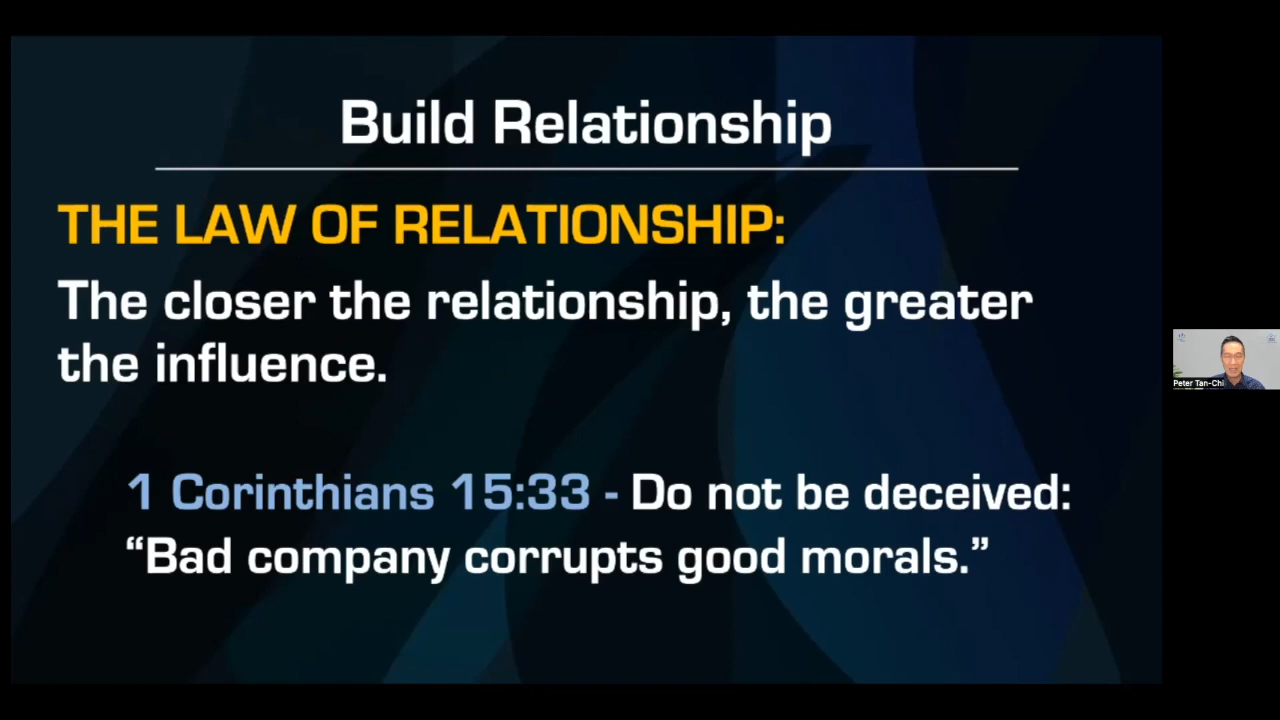 Build Relationship
THE LAW OF RELATIONSHIP:
The closer the relationship, the greater
the influence.
1 Corinthians 15:33 - Do not be deceived:
“Bad company corrupts good morals.”
Peter Tan-Chi